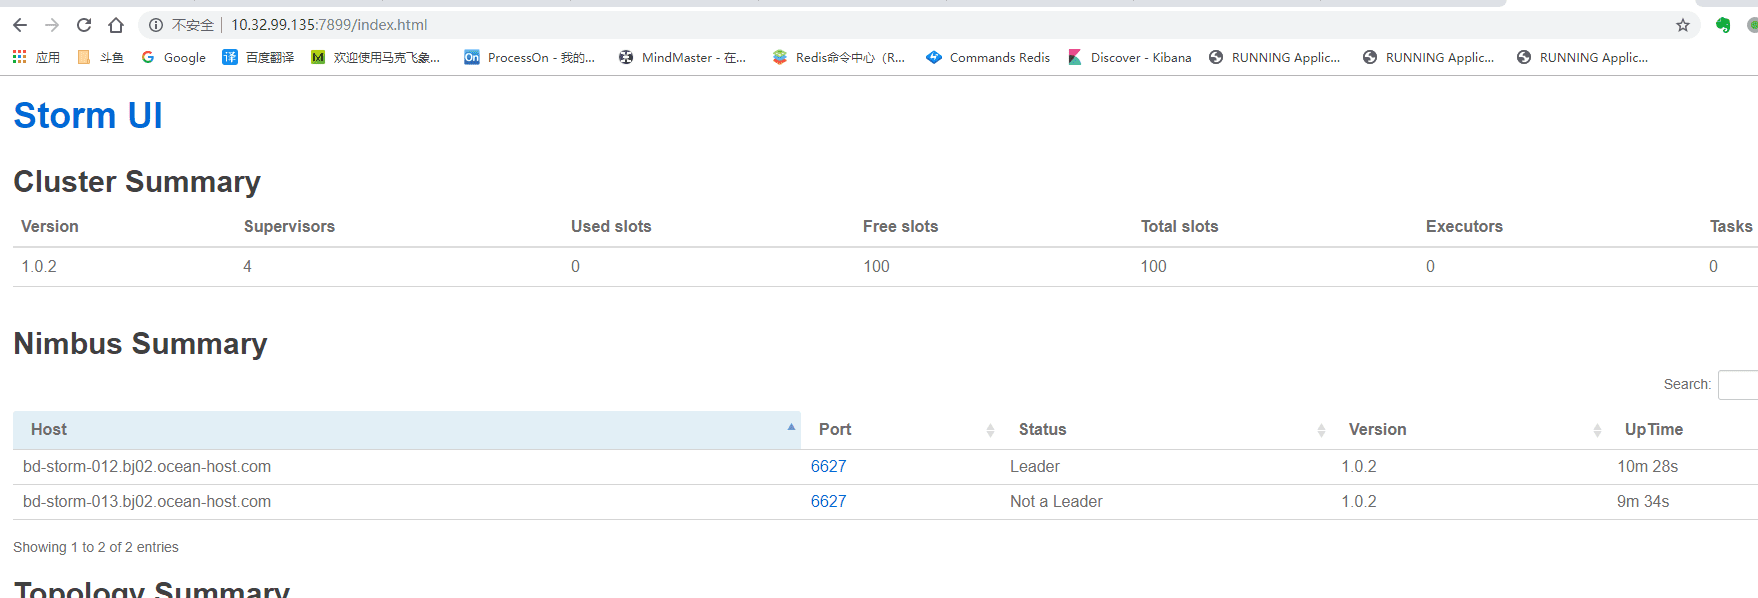 不安全 | 10.32.99.135:7899/index.html
应用 斗鱼 Google 译 百度翻译 M 欢迎使用马克飞象... On ProcessOn - 我的... MindMaster - 在... Redis命令中心（R... Commands Redis Discover - Kibana RUNNING Applic... RUNNING Applic... RUNNING Applic...
Storm UI
Cluster Summary
Version Supervisors Used slots Free slots Total slots Executors Tasks
1.0.2 4 0 100 100 0 0
Nimbus Summary
Search:
Host Port Status Version UpTime
bd-storm-012.bj02.ocean-host.com 6627 Leader 1.0.2 10m 28s
bd-storm-013.bj02.ocean-host.com 6627 Not a Leader 1.0.2 9m 34s
Showing 1 to 2 of 2 entries
Topology Summary